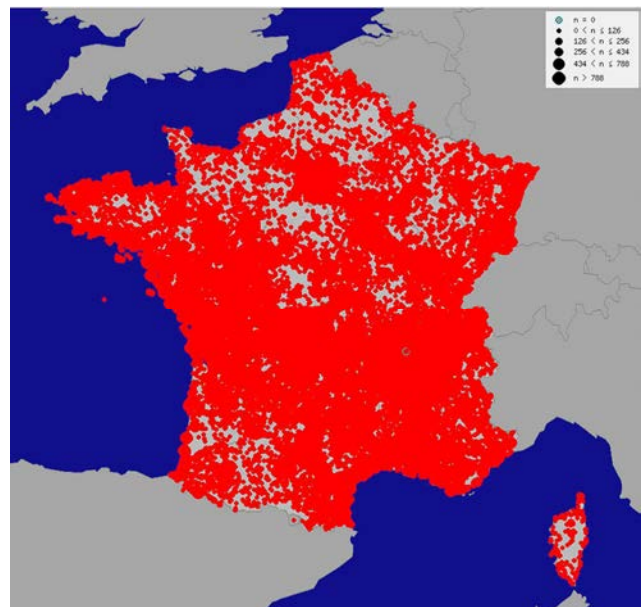 n = 0
0 < n ≤ 126
126 < n ≤ 256
256 < n ≤ 434
434 < n ≤ 788
n > 788